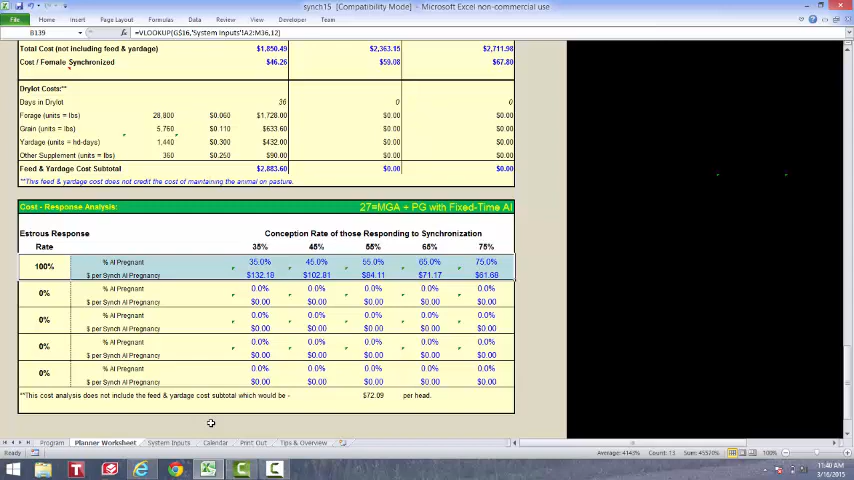 synch15 [Compatibility Mode] - Microsoft Excel non-commercial use
File Home Insert Page Layout Formulas Data Review View Developer Team
B139 fx =VLOOKUP(G$16,'System Inputs'!A2:M36,12)
Total Cost (not including feed & yardage) $1,850.49 $2,363.15 $2,711.98
Cost / Female Synchronized $46.26 $59.08 $67.80
Drylot Costs:**
Days in Drylot 36 0 0
Forage (units = lbs) 28,800 $0.060 $1,728.00 $0.00 $0.00
Grain (units = lbs) 5,760 $0.110 $633.60 $0.00 $0.00
Yardage (units = hd-days) 1,440 $0.300 $432.00 $0.00 $0.00
Other Supplement (units = lbs) 360 $0.250 $90.00 $0.00 $0.00
Feed & Yardage Cost Subtotal $2,883.60 $0.00 $0.00
**This feed & yardage cost does not credit the cost of maintaining the animal on pasture.
Cost - Response Analysis: 27=MGA + PG with Fixed-Time AI
Estrous Response Conception Rate of those Responding to Synchronization
Rate 35% 45% 55% 65% 75%
100% % AI Pregnant 35.0% 45.0% 55.0% 65.0% 75.0%
$ per Synch AI Pregnancy $132.18 $102.81 $84.11 $71.17 $61.68
0% % AI Pregnant 0.0% 0.0% 0.0% 0.0% 0.0%
$ per Synch AI Pregnancy $0.00 $0.00 $0.00 $0.00 $0.00
0% % AI Pregnant 0.0% 0.0% 0.0% 0.0% 0.0%
$ per Synch AI Pregnancy $0.00 $0.00 $0.00 $0.00 $0.00
0% % AI Pregnant 0.0% 0.0% 0.0% 0.0% 0.0%
$ per Synch AI Pregnancy $0.00 $0.00 $0.00 $0.00 $0.00
0% % AI Pregnant 0.0% 0.0% 0.0% 0.0% 0.0%
$ per Synch AI Pregnancy $0.00 $0.00 $0.00 $0.00 $0.00
**This cost analysis does not include the feed & yardage cost subtotal which would be - $72.09 per head.
Program Planner Worksheet System Inputs Calendar Print Out Tips & Overview
Ready Average: 4143% Count: 13 Sum: 45570% 100%
11:40 AM
3/16/2015